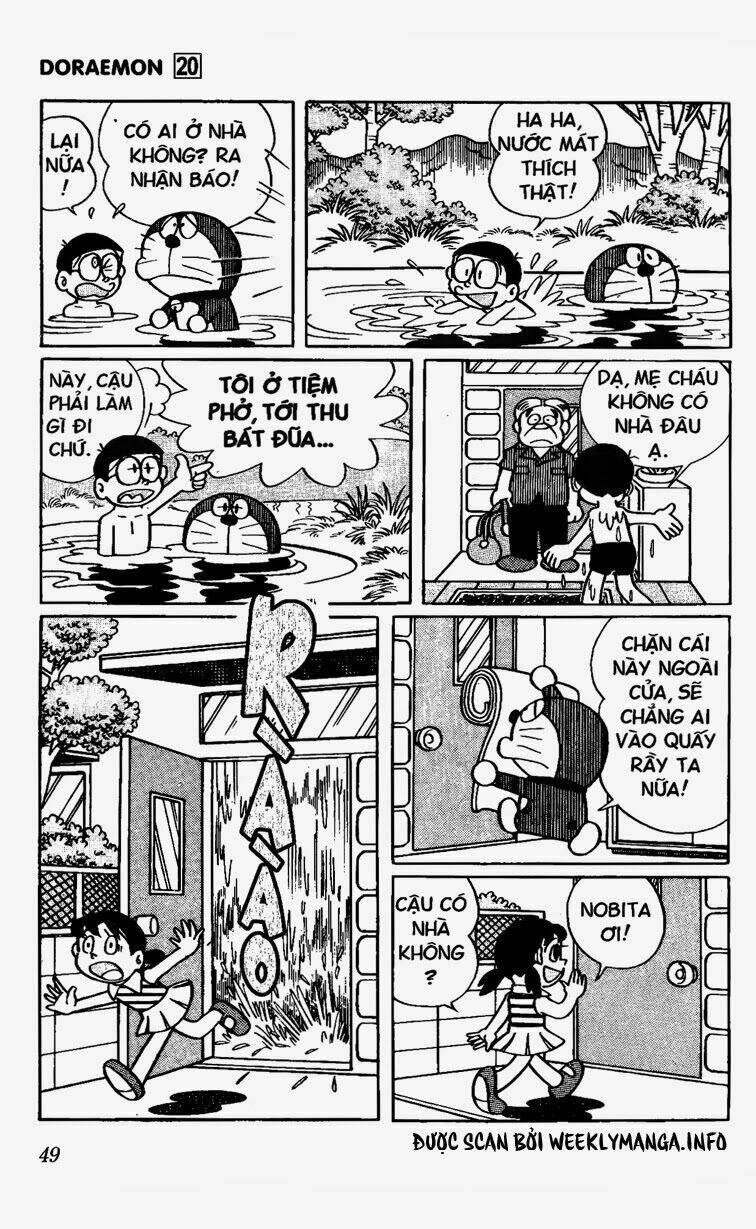 DORAEMON 20
HA HA,
NƯỚC MÁT
THÍCH
THẬT!
CÓ AI Ở NHÀ
KHÔNG? RA
NHẬN BÁO!
LẠI
NỮA
!
DẠ, MẸ CHÁU
KHÔNG CÓ
NHÀ ĐÂU
Ạ.
TÔI Ở TIỆM
PHỞ, TỚI THU
BÁT ĐŨA...
NÀY, CẬU
PHẢI LÀM
GÌ ĐI
CHỨ.
CHẶN CÁI
NÀY NGOÀI
CỬA, SẼ
CHẲNG AI
VÀO QUẤY
RẦY TA
NỮA!
NOBITA
ƠI!
CẬU CÓ
NHÀ
KHÔNG
?
RÀAÀO
49
ĐƯỢC SCAN BỞI WEEKLYMANGA.INFO